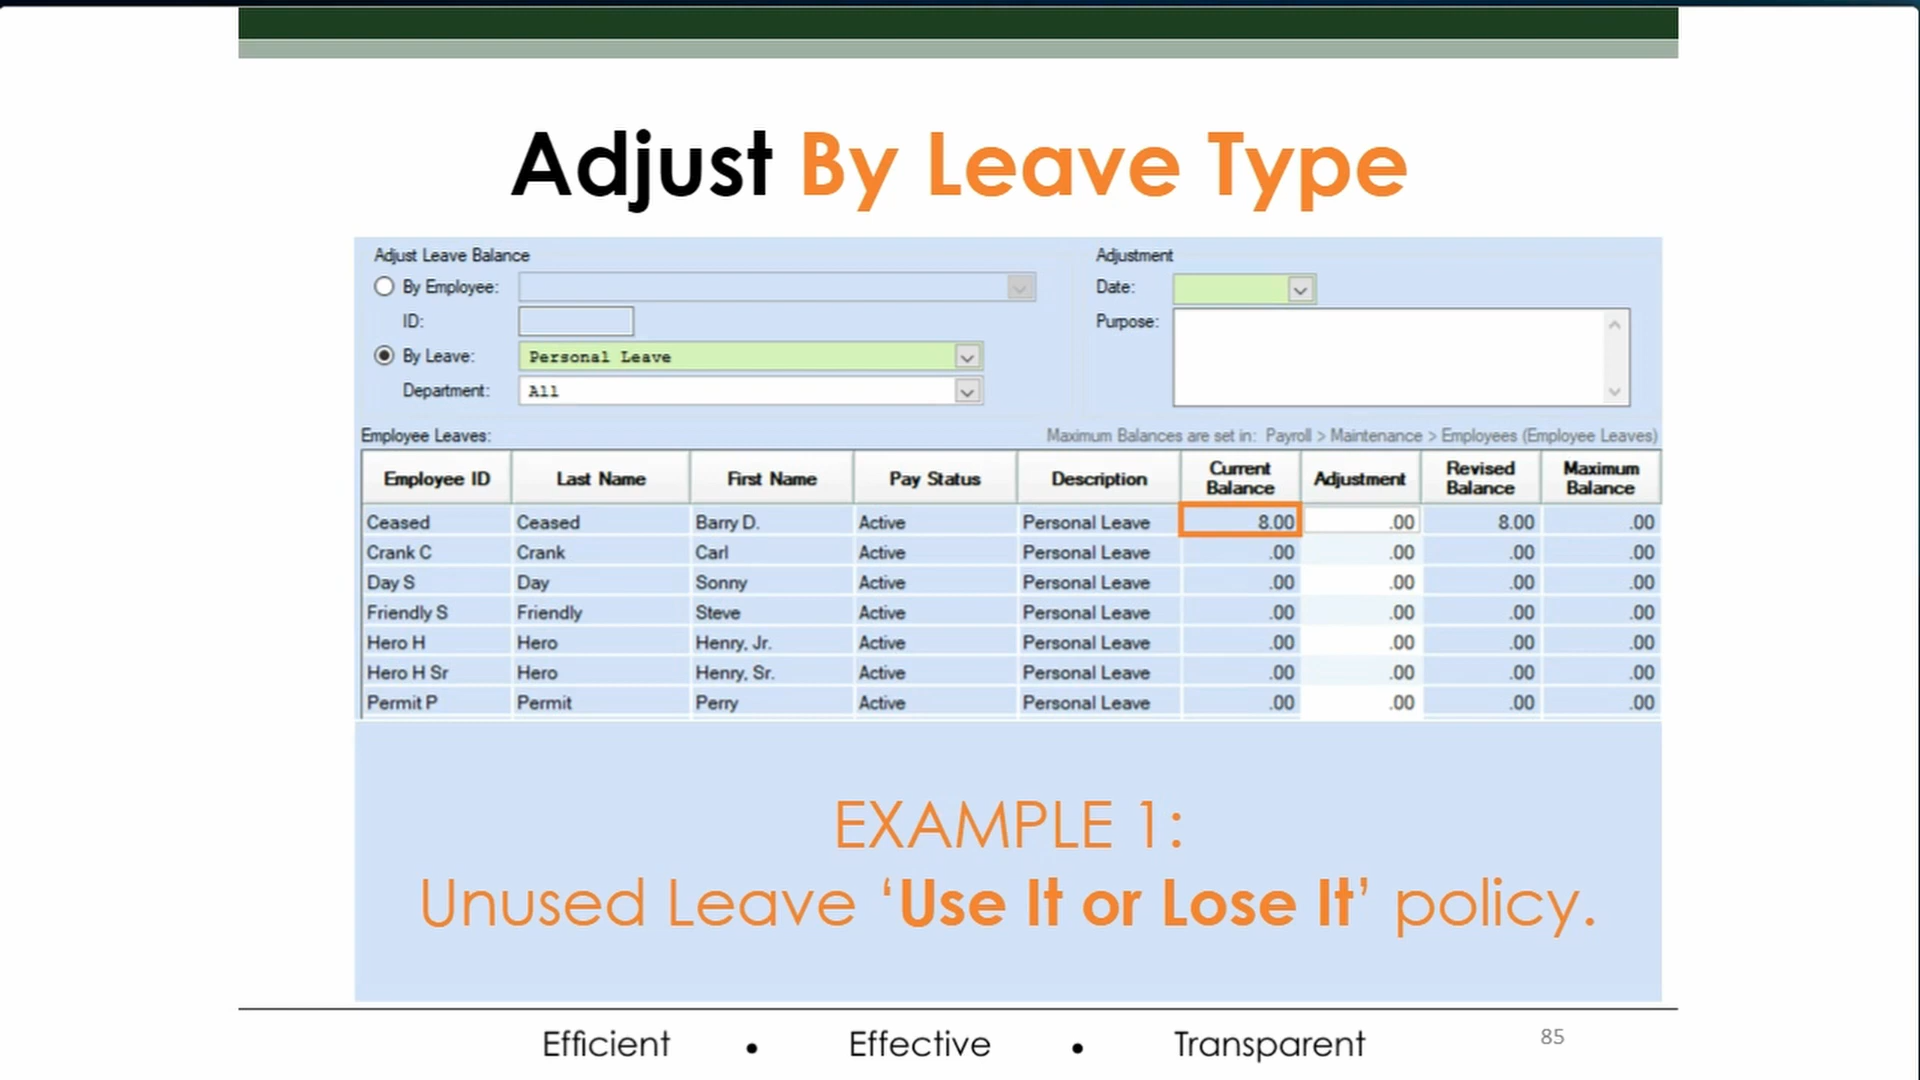 Adjust By Leave Type
Adjust Leave Balance
By Employee:
ID:
By Leave: Personal Leave
Department: All
Adjustment
Date:
Purpose:
Employee Leaves: Maximum Balances are set in: Payroll > Maintenance > Employees (Employee Leaves)
Employee ID Last Name First Name Pay Status Description Current Balance Adjustment Revised Balance Maximum Balance
Ceased Ceased Barry D. Active Personal Leave 8.00 .00 8.00 .00
Crank C Crank Carl Active Personal Leave .00 .00 .00 .00
Day S Day Sonny Active Personal Leave .00 .00 .00 .00
Friendly S Friendly Steve Active Personal Leave .00 .00 .00 .00
Hero H Hero Henry, Jr. Active Personal Leave .00 .00 .00 .00
Hero H Sr Hero Henry, Sr. Active Personal Leave .00 .00 .00 .00
Permit P Permit Perry Active Personal Leave .00 .00 .00 .00
EXAMPLE 1:
Unused Leave ‘Use It or Lose It’ policy.
Efficient • Effective • Transparent 85